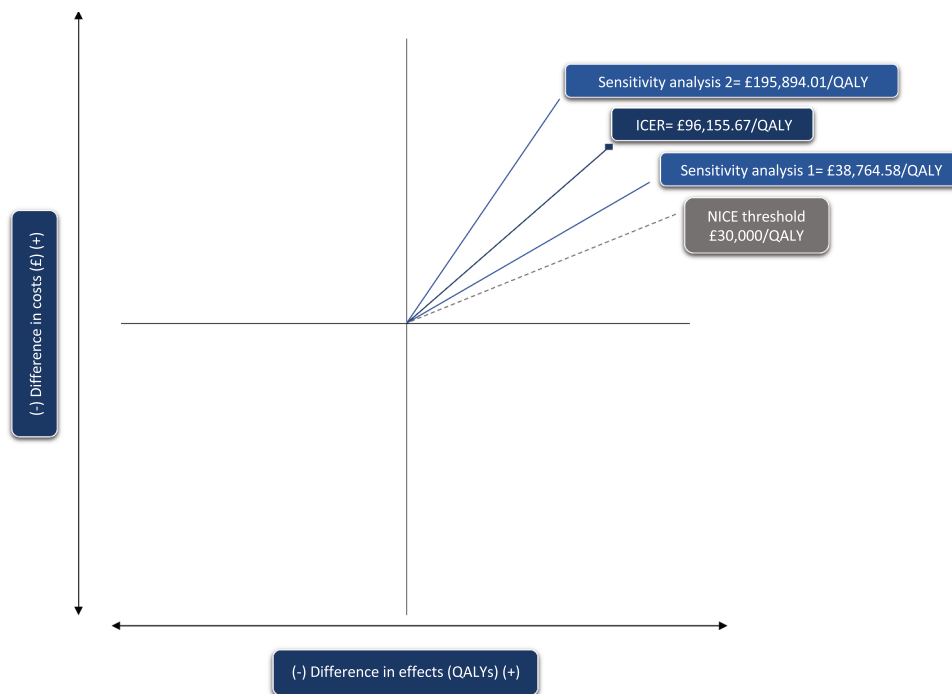 Sensitivity analysis 2= £195,894.01/QALY
ICER= £96,155.67/QALY
Sensitivity analysis 1= £38,764.58/QALY
NICE threshold
£30,000/QALY
(-) Difference in costs (£) (+)
(-) Difference in effects (QALYs) (+)